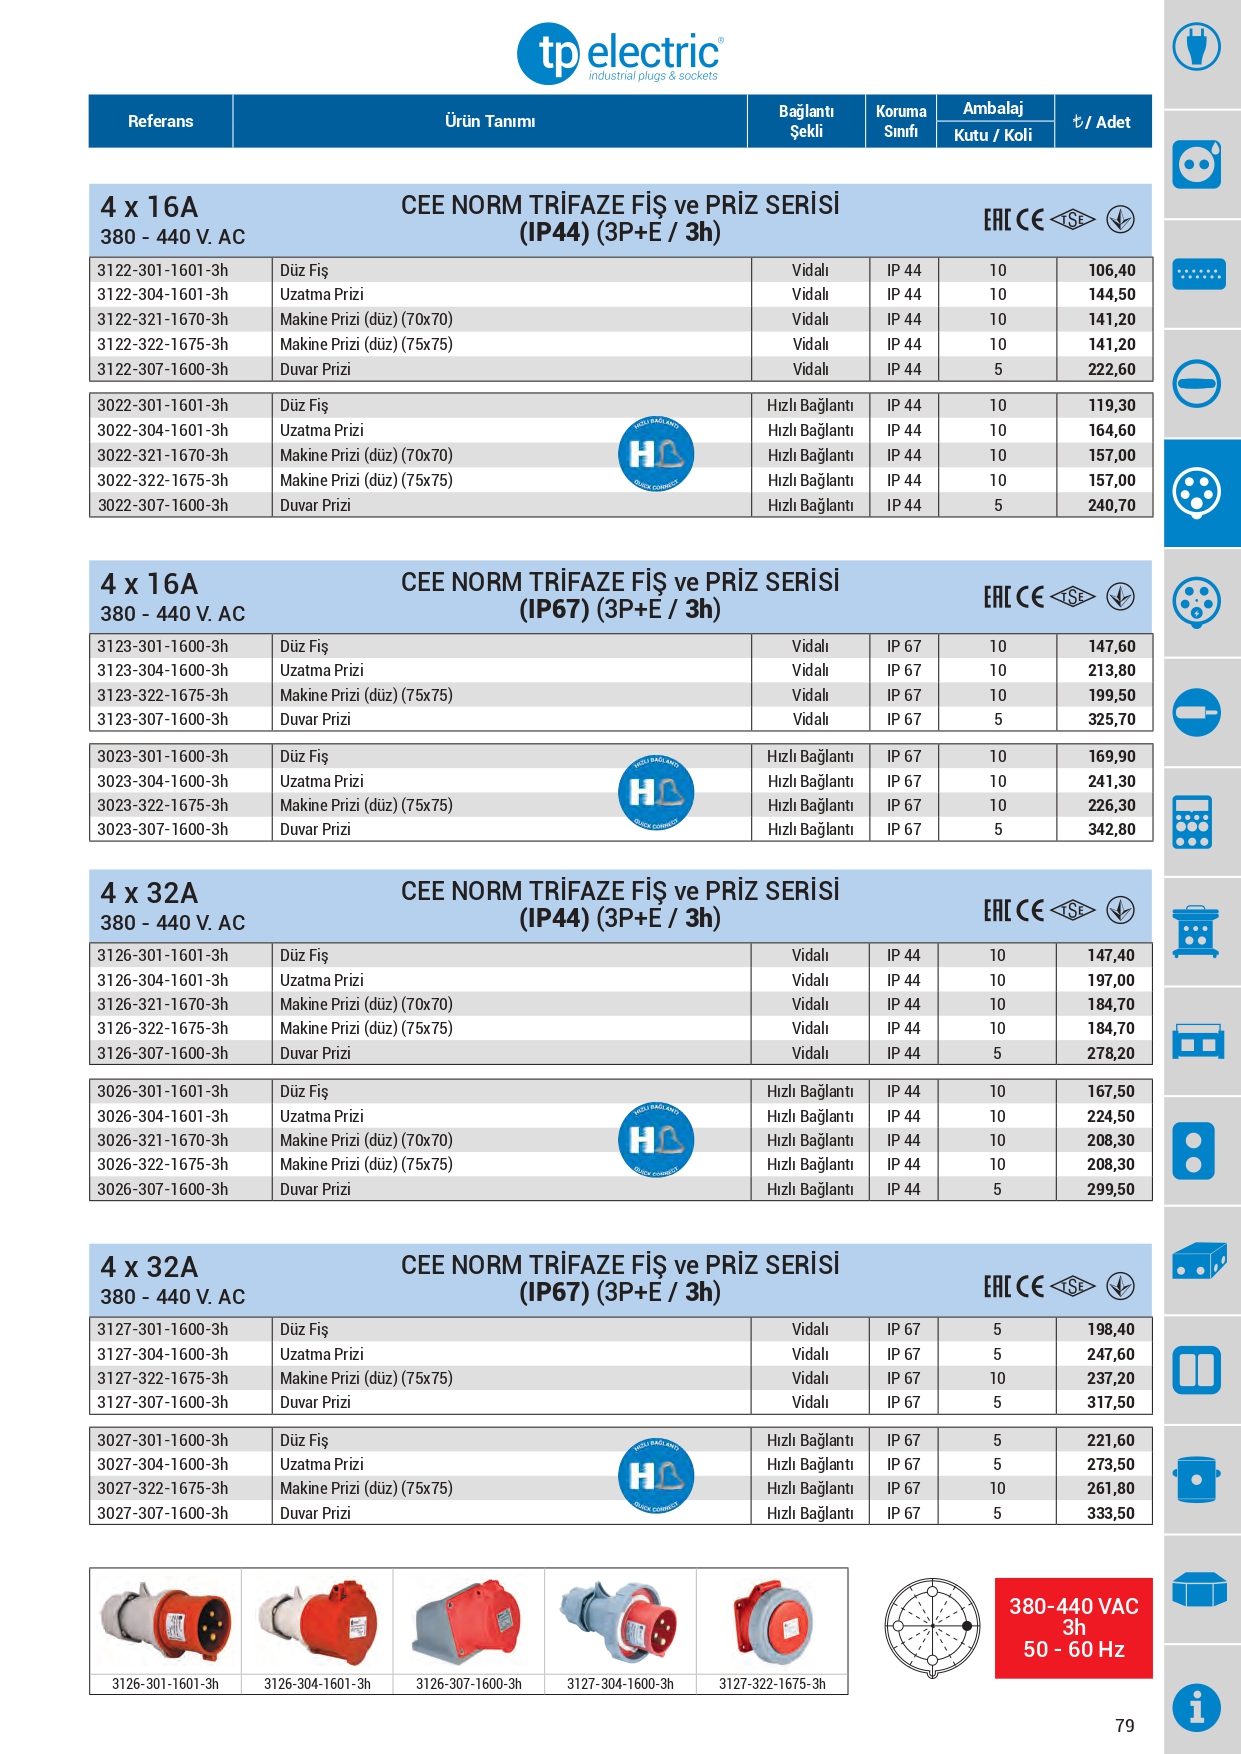 tp electric®
industrial plugs & sockets
Referans Ürün Tanımı Bağlantı Şekli Koruma Sınıfı Ambalaj Kutu / Koli ₺/ Adet
4 x 16A
380 - 440 V. AC
CEE NORM TRİFAZE FİŞ ve PRİZ SERİSİ
(IP44) (3P+E / 3h)
EAC CE TSE
3122-301-1601-3h Düz Fiş Vidalı IP 44 10 106,40
3122-304-1601-3h Uzatma Prizi Vidalı IP 44 10 144,50
3122-321-1670-3h Makine Prizi (düz) (70x70) Vidalı IP 44 10 141,20
3122-322-1675-3h Makine Prizi (düz) (75x75) Vidalı IP 44 10 141,20
3122-307-1600-3h Duvar Prizi Vidalı IP 44 5 222,60
3022-301-1601-3h Düz Fiş Hızlı Bağlantı IP 44 10 119,30
3022-304-1601-3h Uzatma Prizi Hızlı Bağlantı IP 44 10 164,60
3022-321-1670-3h Makine Prizi (düz) (70x70) Hızlı Bağlantı IP 44 10 157,00
3022-322-1675-3h Makine Prizi (düz) (75x75) Hızlı Bağlantı IP 44 10 157,00
3022-307-1600-3h Duvar Prizi Hızlı Bağlantı IP 44 5 240,70
HIZLI BAĞLANTI
HB
QUICK CONNECT
4 x 16A
380 - 440 V. AC
CEE NORM TRİFAZE FİŞ ve PRİZ SERİSİ
(IP67) (3P+E / 3h)
EAC CE TSE
3123-301-1600-3h Düz Fiş Vidalı IP 67 10 147,60
3123-304-1600-3h Uzatma Prizi Vidalı IP 67 10 213,80
3123-322-1675-3h Makine Prizi (düz) (75x75) Vidalı IP 67 10 199,50
3123-307-1600-3h Duvar Prizi Vidalı IP 67 5 325,70
3023-301-1600-3h Düz Fiş Hızlı Bağlantı IP 67 10 169,90
3023-304-1600-3h Uzatma Prizi Hızlı Bağlantı IP 67 10 241,30
3023-322-1675-3h Makine Prizi (düz) (75x75) Hızlı Bağlantı IP 67 10 226,30
3023-307-1600-3h Duvar Prizi Hızlı Bağlantı IP 67 5 342,80
HIZLI BAĞLANTI
HB
QUICK CONNECT
4 x 32A
380 - 440 V. AC
CEE NORM TRİFAZE FİŞ ve PRİZ SERİSİ
(IP44) (3P+E / 3h)
EAC CE TSE
3126-301-1601-3h Düz Fiş Vidalı IP 44 10 147,40
3126-304-1601-3h Uzatma Prizi Vidalı IP 44 10 197,00
3126-321-1670-3h Makine Prizi (düz) (70x70) Vidalı IP 44 10 184,70
3126-322-1675-3h Makine Prizi (düz) (75x75) Vidalı IP 44 10 184,70
3126-307-1600-3h Duvar Prizi Vidalı IP 44 5 278,20
3026-301-1601-3h Düz Fiş Hızlı Bağlantı IP 44 10 167,50
3026-304-1601-3h Uzatma Prizi Hızlı Bağlantı IP 44 10 224,50
3026-321-1670-3h Makine Prizi (düz) (70x70) Hızlı Bağlantı IP 44 10 208,30
3026-322-1675-3h Makine Prizi (düz) (75x75) Hızlı Bağlantı IP 44 10 208,30
3026-307-1600-3h Duvar Prizi Hızlı Bağlantı IP 44 5 299,50
HIZLI BAĞLANTI
HB
QUICK CONNECT
4 x 32A
380 - 440 V. AC
CEE NORM TRİFAZE FİŞ ve PRİZ SERİSİ
(IP67) (3P+E / 3h)
EAC CE TSE
3127-301-1600-3h Düz Fiş Vidalı IP 67 5 198,40
3127-304-1600-3h Uzatma Prizi Vidalı IP 67 5 247,60
3127-322-1675-3h Makine Prizi (düz) (75x75) Vidalı IP 67 10 237,20
3127-307-1600-3h Duvar Prizi Vidalı IP 67 5 317,50
3027-301-1600-3h Düz Fiş Hızlı Bağlantı IP 67 5 221,60
3027-304-1600-3h Uzatma Prizi Hızlı Bağlantı IP 67 5 273,50
3027-322-1675-3h Makine Prizi (düz) (75x75) Hızlı Bağlantı IP 67 10 261,80
3027-307-1600-3h Duvar Prizi Hızlı Bağlantı IP 67 5 333,50
HIZLI BAĞLANTI
HB
QUICK CONNECT
3126-301-1601-3h 3126-304-1601-3h 3126-307-1600-3h 3127-304-1600-3h 3127-322-1675-3h
380-440 VAC
3h
50 - 60 Hz
79